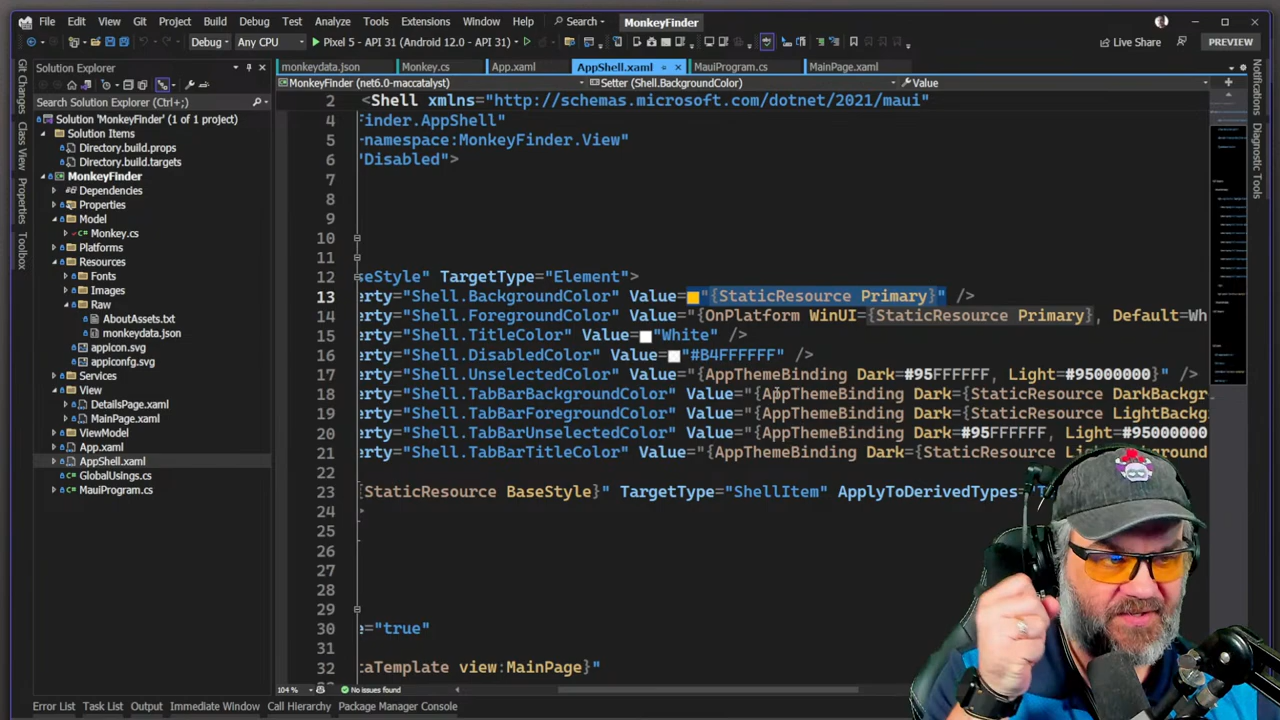 File Edit View Git Project Build Debug Test Analyze Tools Extensions Window Help Search MonkeyFinder
Debug Any CPU Pixel 5 - API 31 (Android 12.0 - API 31) Live Share PREVIEW
Solution Explorer
monkeydata.json Monkey.cs App.xaml AppShell.xaml MauiProgram.cs MainPage.xaml
MonkeyFinder (net6.0-maccatalyst) Setter (Shell.BackgroundColor) Value
Search Solution Explorer (Ctrl+;)
Solution 'MonkeyFinder' (1 of 1 project)
Solution Items
Directory.build.props
Directory.build.targets
MonkeyFinder
Dependencies
Properties
Model
Monkey.cs
Platforms
Resources
Fonts
Images
Raw
AboutAssets.txt
monkeydata.json
appicon.svg
appiconfg.svg
Services
View
DetailsPage.xaml
MainPage.xaml
ViewModel
App.xaml
AppShell.xaml
GlobalUsings.cs
MauiProgram.cs
Git Changes
Class View
Properties
Toolbox
2 <Shell xmlns="http://schemas.microsoft.com/dotnet/2021/maui"
4 Finder.AppShell"
5 -namespace:MonkeyFinder.View"
6 "Disabled">
7
8
9
10
11
12 seStyle" TargetType="Element">
13 erty="Shell.BackgroundColor" Value="{StaticResource Primary}" />
14 erty="Shell.ForegroundColor" Value="{OnPlatform WinUI={StaticResource Primary}, Default=Wh
15 erty="Shell.TitleColor" Value="White" />
16 erty="Shell.DisabledColor" Value="#B4FFFFFF" />
17 erty="Shell.UnselectedColor" Value="{AppThemeBinding Dark=#95FFFFFF, Light=#95000000}" />
18 erty="Shell.TabBarBackgroundColor" Value="{AppThemeBinding Dark={StaticResource DarkBackgr
19 erty="Shell.TabBarForegroundColor" Value="{AppThemeBinding Dark={StaticResource LightBackg
20 erty="Shell.TabBarUnselectedColor" Value="{AppThemeBinding Dark=#95FFFFFF, Light=#95000000
21 erty="Shell.TabBarTitleColor" Value="{AppThemeBinding Dark={StaticResource
22
23 {StaticResource BaseStyle}" TargetType="ShellItem" ApplyToDerivedTypes=
24 >
25
26
27
28
29
30 e="true"
31
32 taTemplate view:MainPage}"
Notifications
Diagnostic Tools
104 % No issues found
Error List Task List Output Immediate Window Call Hierarchy Package Manager Console